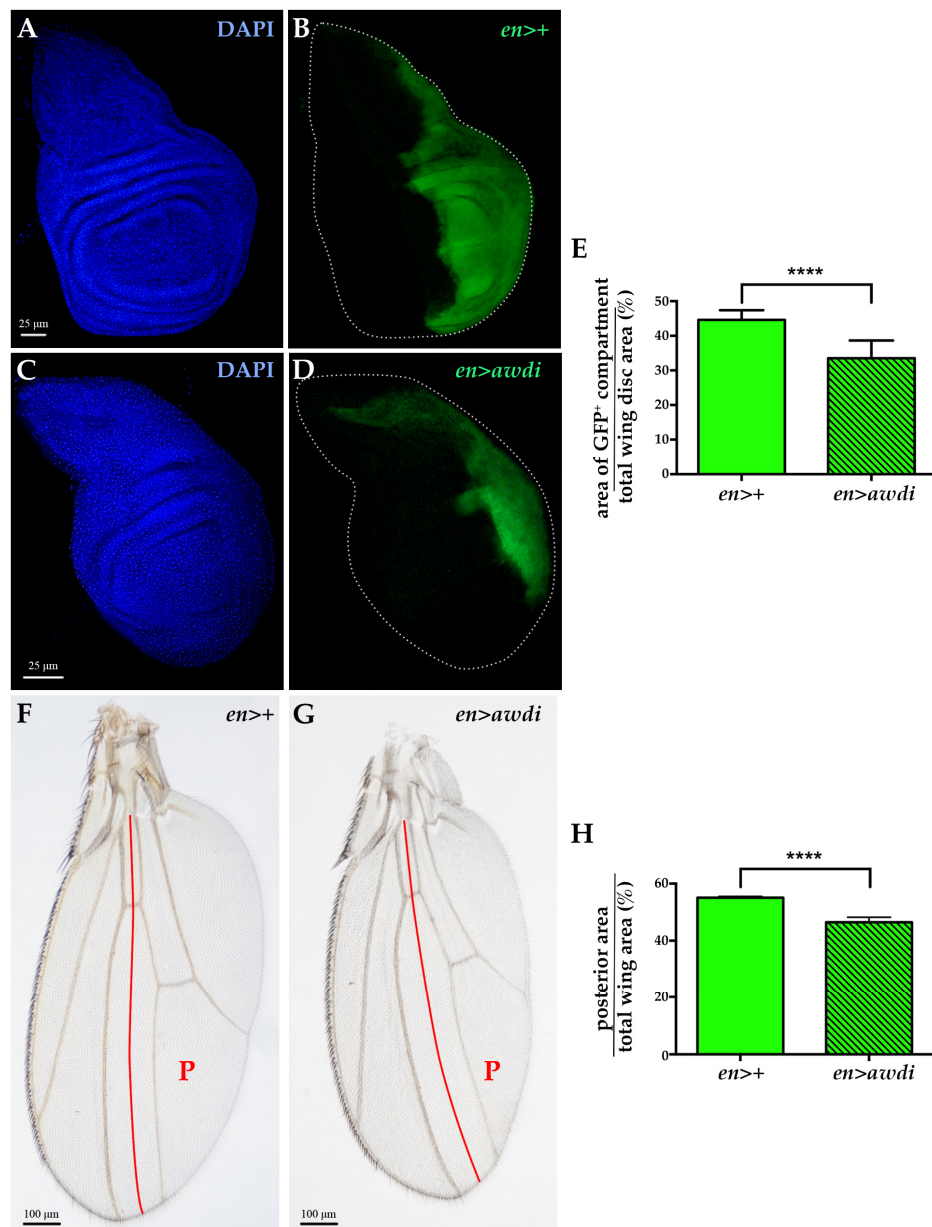 A
DAPI
25 µm
B
en>+
C
DAPI
25 µm
D
en>awdi
E
****
area of GFP⁺ compartment
total wing disc area (%)
50
40
30
20
10
0
en>+
en>awdi
F
en>+
P
100 µm
G
en>awdi
P
100 µm
H
****
posterior area
total wing area (%)
60
40
20
0
en>+
en>awdi